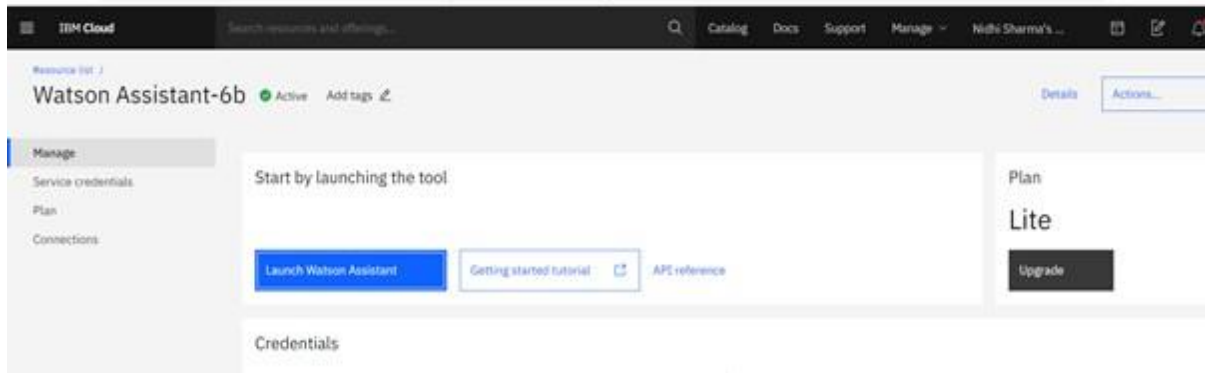 IBM Cloud Search resources and offerings... Catalog Docs Support Manage Nidhi Sharma's ...
Resource list /
Watson Assistant-6b Active Add tags Details Actions...
Manage
Service credentials
Plan
Connections
Start by launching the tool
Launch Watson Assistant Getting started tutorial API reference
Plan
Lite
Upgrade
Credentials